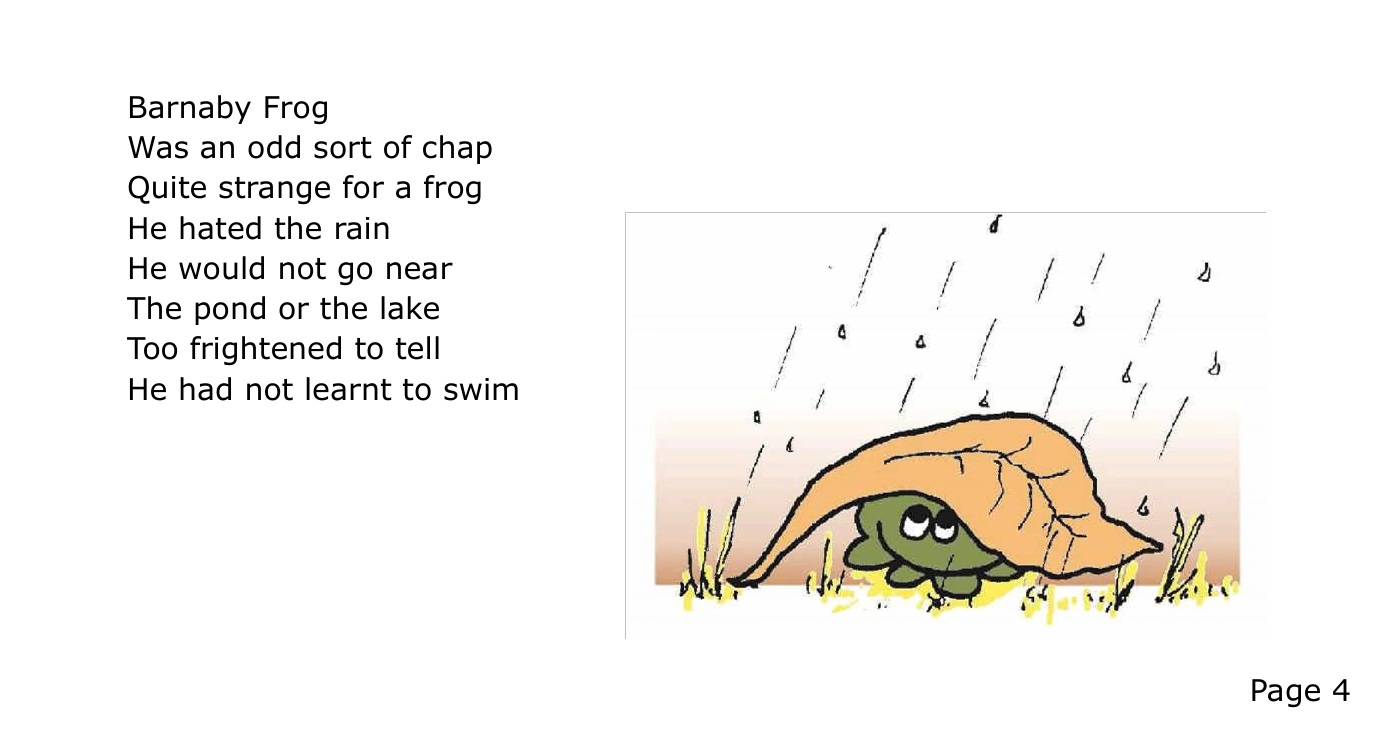 Barnaby Frog
Was an odd sort of chap
Quite strange for a frog
He hated the rain
He would not go near
The pond or the lake
Too frightened to tell
He had not learnt to swim
Page 4